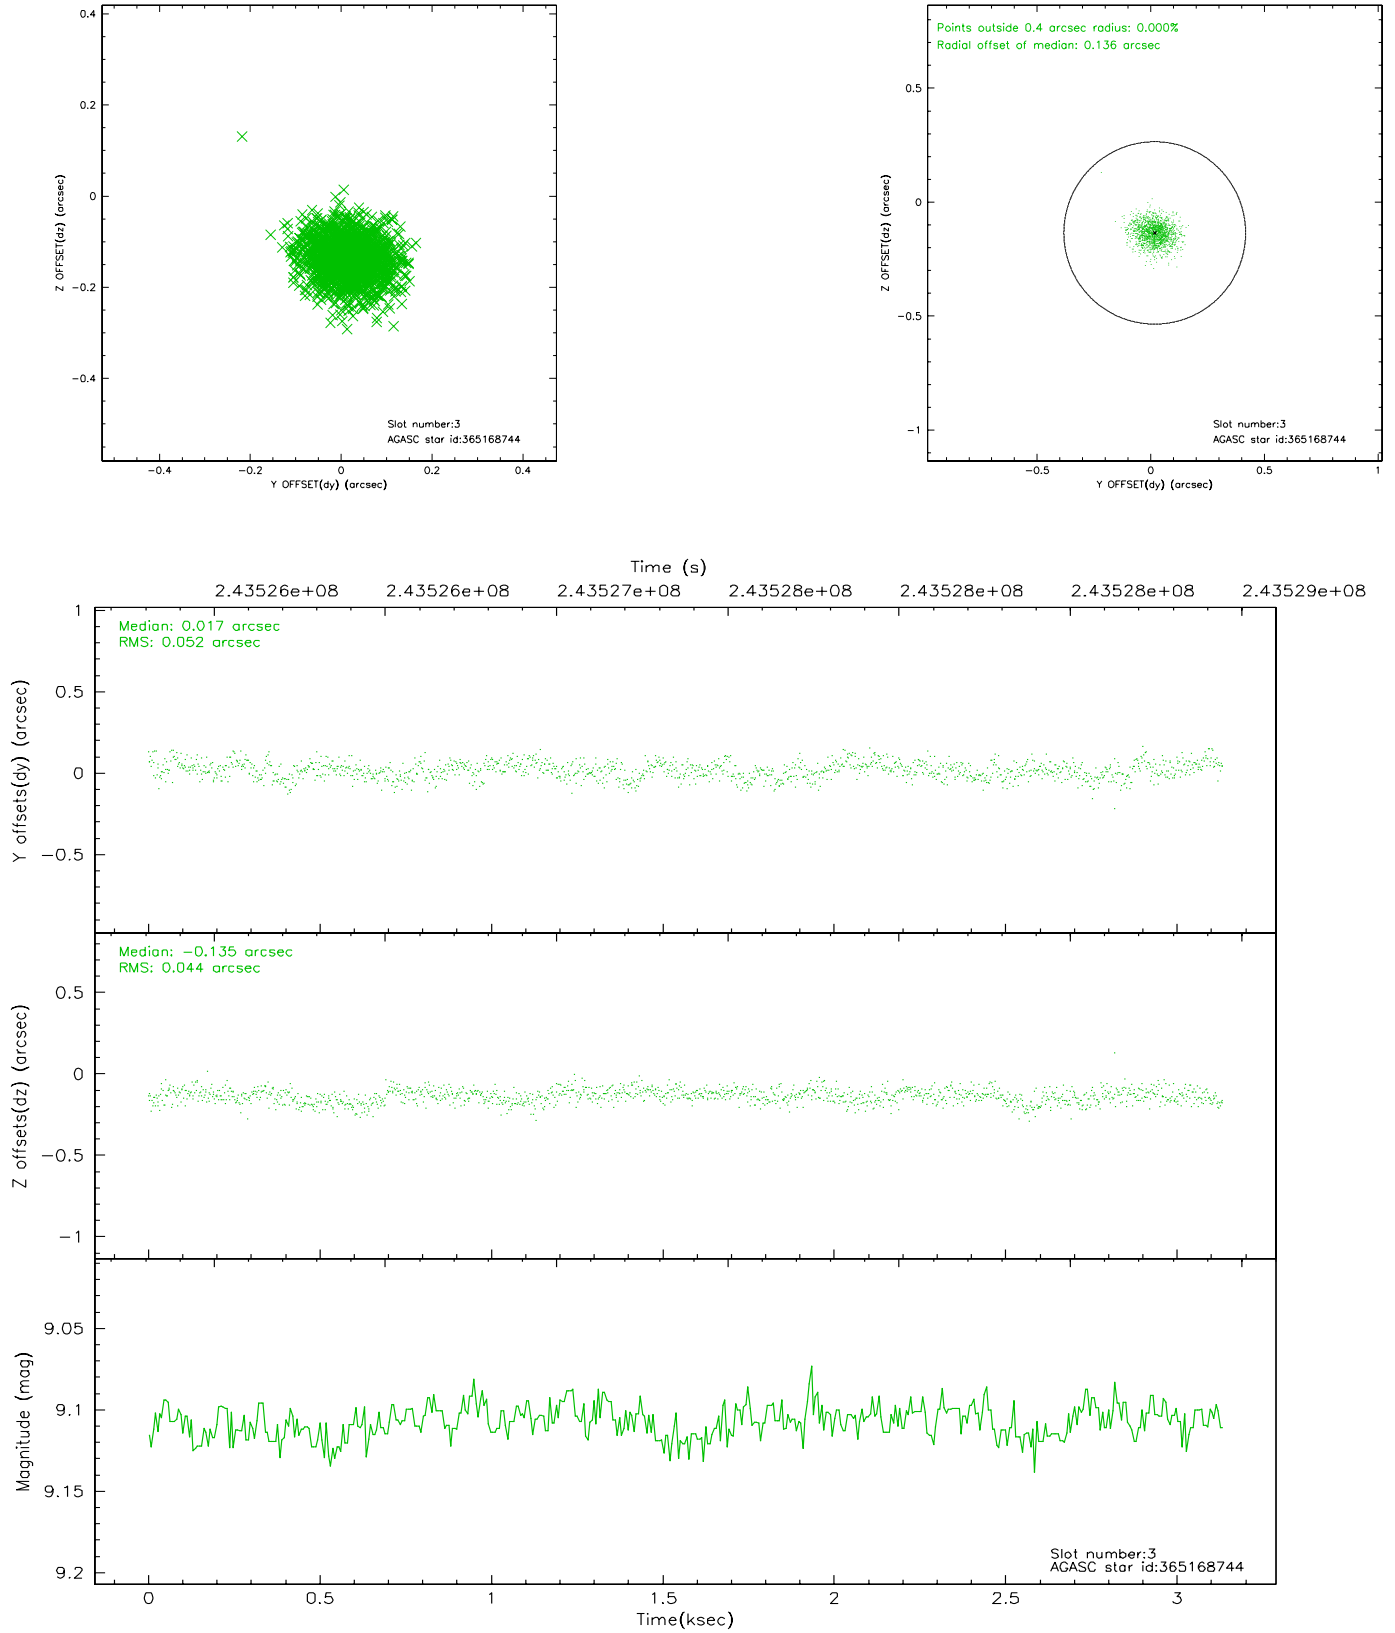 0.4
0.2
0
−0.2
−0.4
Z OFFSET(dz) (arcsec)
Slot number:3
AGASC star id:365168744
−0.4 −0.2 0 0.2 0.4
Y OFFSET(dy) (arcsec)
Points outside 0.4 arcsec radius: 0.000%
Radial offset of median: 0.136 arcsec
0.5
0
−0.5
−1
Z OFFSET(dz) (arcsec)
Slot number:3
AGASC star id:365168744
−0.5 0 0.5 1
Y OFFSET(dy) (arcsec)
Time (s)
2.43526e+08 2.43526e+08 2.43527e+08 2.43528e+08 2.43528e+08 2.43528e+08 2.43529e+08
Median: 0.017 arcsec
RMS: 0.052 arcsec
1
0.5
0
−0.5
Y offsets(dy) (arcsec)
Median: −0.135 arcsec
RMS: 0.044 arcsec
0.5
0
−0.5
−1
Z offsets(dz) (arcsec)
9.05
9.1
9.15
9.2
Magnitude (mag)
Slot number:3
AGASC star id:365168744
0 0.5 1 1.5 2 2.5 3
Time(ksec)